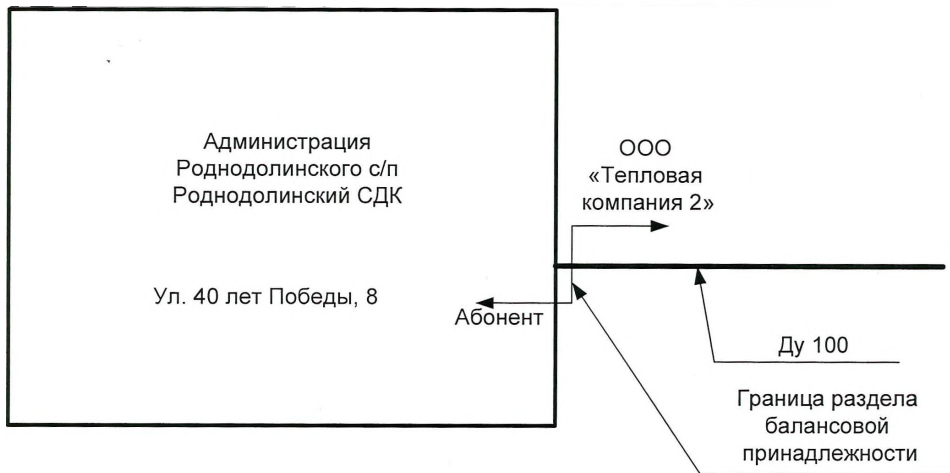 Администрация
Роднодолинского с/п
Роднодолинский СДК
Ул. 40 лет Победы, 8
ООО
«Тепловая
компания 2»
Абонент
Ду 100
Граница раздела
балансовой
принадлежности